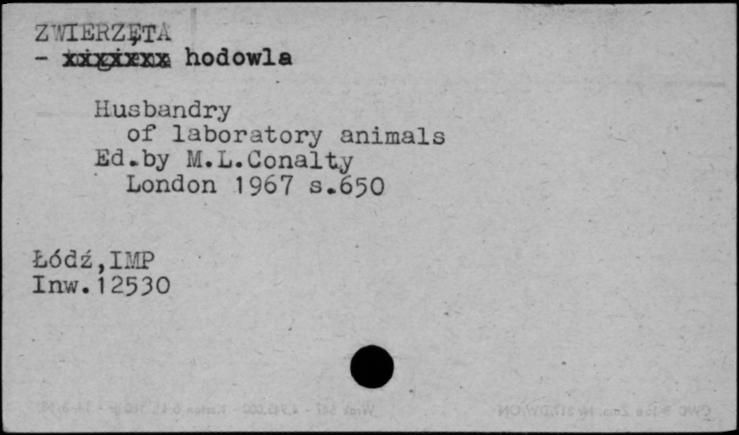 ZWIERZĘTA
- hodowla
Husbandry
of laboratory animals
Ed.by M.L.Conalty
London 1967 s.650
Łódź,IMP
Inw.12530